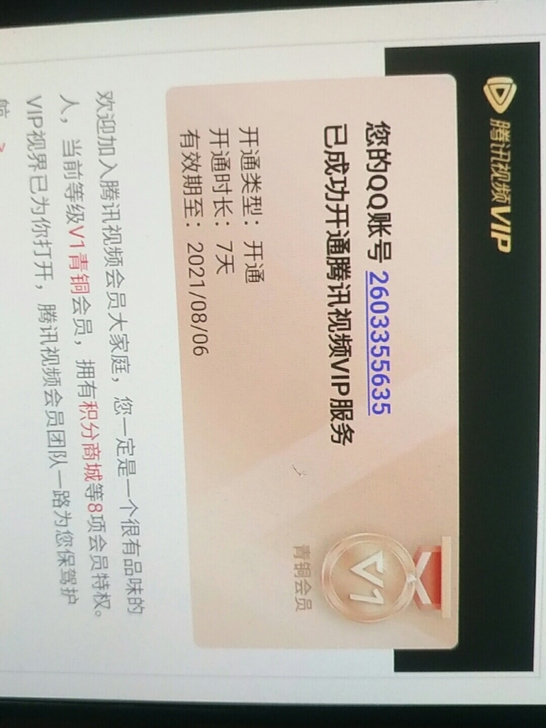 腾讯视频VIP
您的QQ账号 2603355635
已成功开通腾讯视频VIP服务
V1
青铜会员
开通类型：开通
开通时长：7天
有效期至：2021/08/06
欢迎加入腾讯视频会员大家庭，您一定是一个很有品味的
人，当前等级V1青铜会员，拥有积分商城等8项会员特权。
VIP视界已为你打开，腾讯视频会员团队一路为您保驾护
航